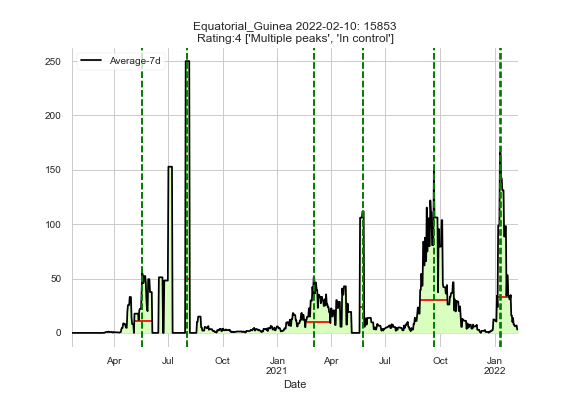 Equatorial_Guinea 2022-02-10: 15853
Rating:4 ['Multiple peaks', 'In control']
Average-7d
250
200
150
100
50
0
Apr Jul Oct Jan Apr Jul Oct Jan
2021 2022
Date